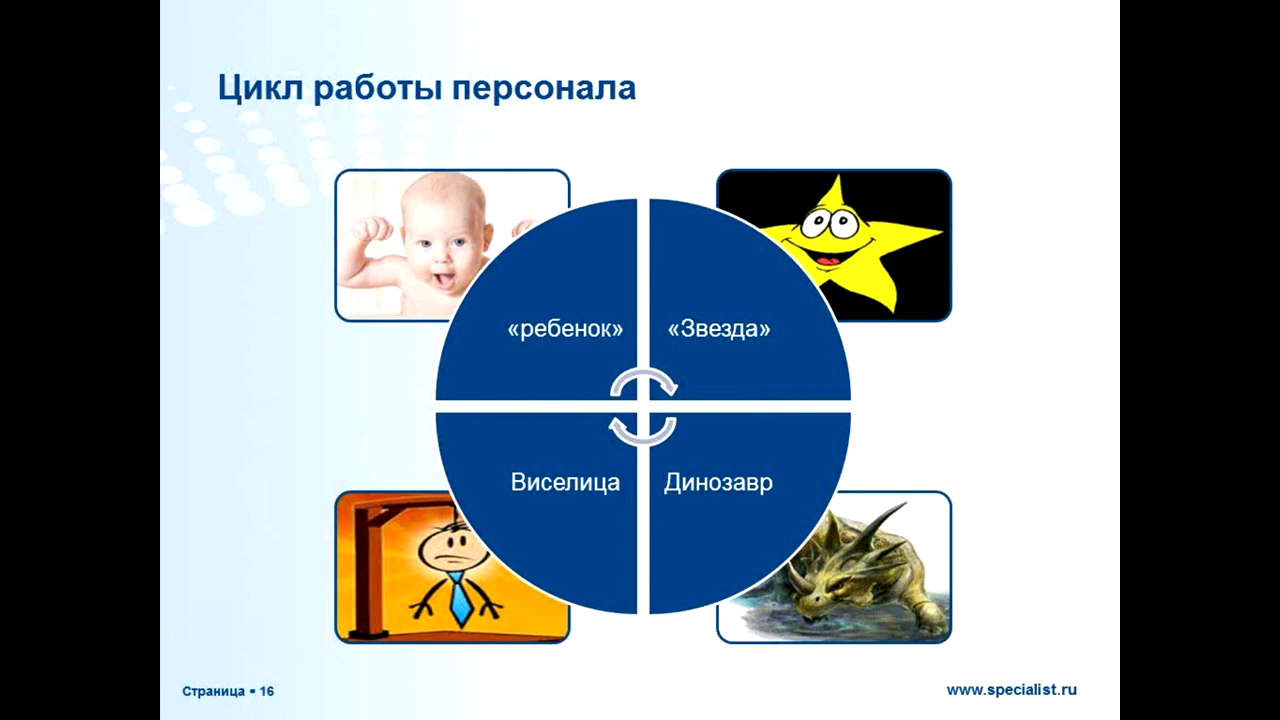 Цикл работы персонала
«ребенок»
«Звезда»
Виселица
Динозавр
Страница ▪ 16
www.specialist.ru